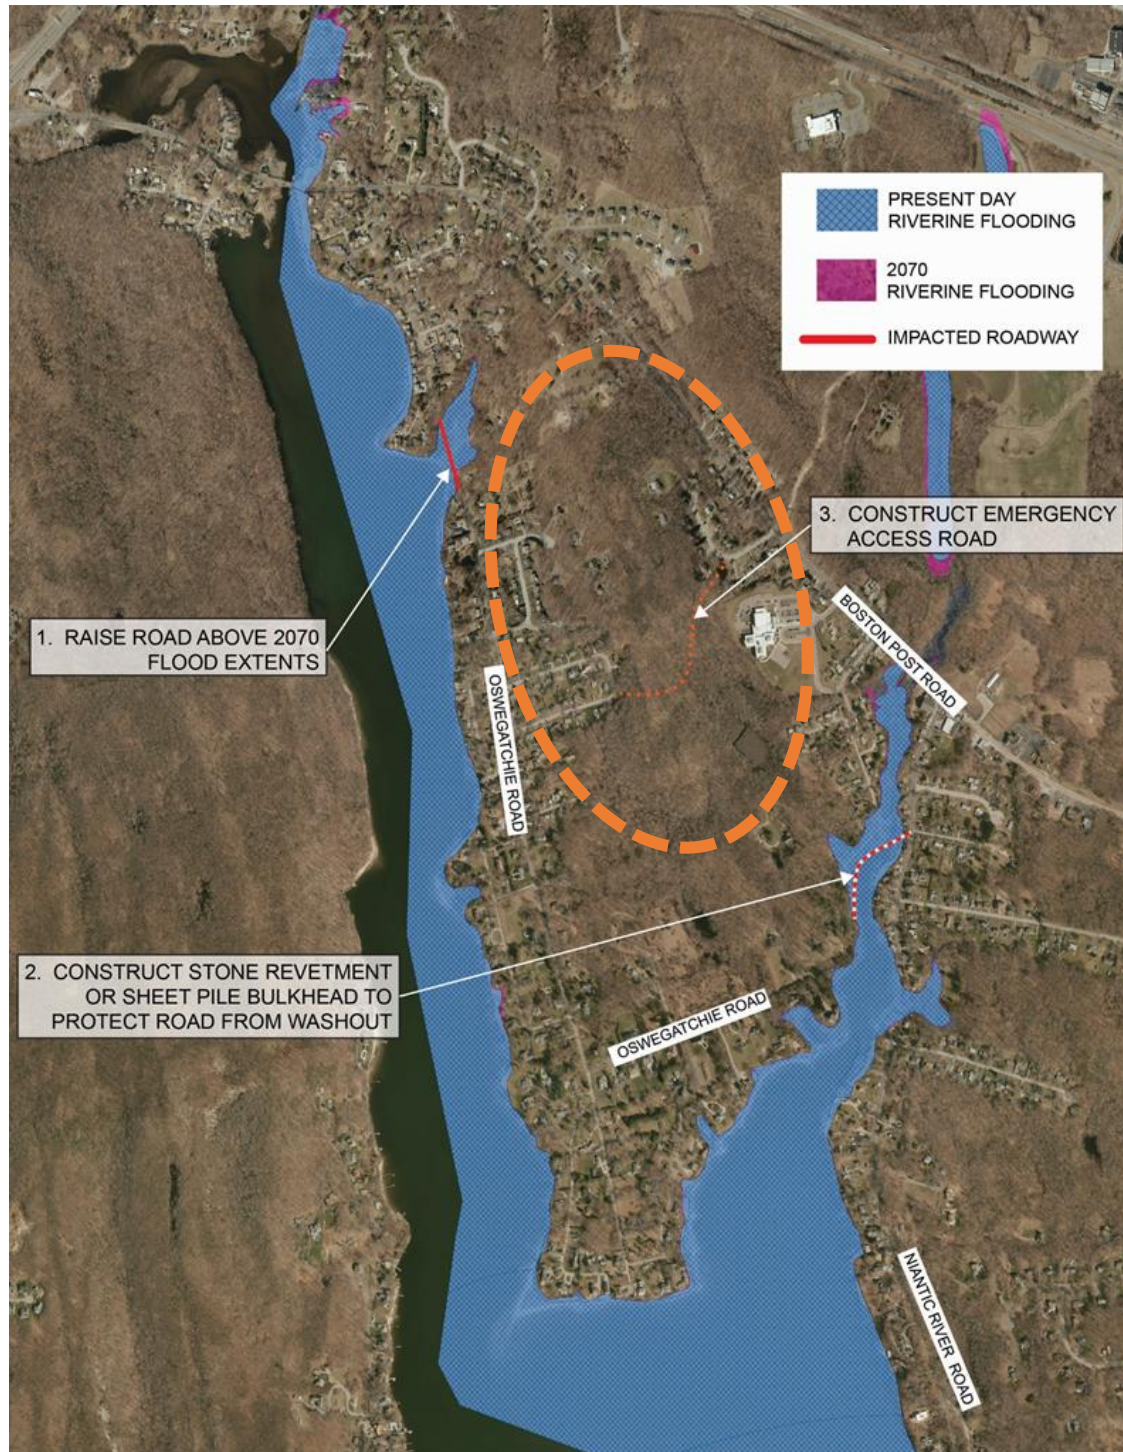 PRESENT DAY
RIVERINE FLOODING
2070
RIVERINE FLOODING
IMPACTED ROADWAY
3. CONSTRUCT EMERGENCY
ACCESS ROAD
BOSTON POST ROAD
1. RAISE ROAD ABOVE 2070
FLOOD EXTENTS
OSWEGATCHIE ROAD
2. CONSTRUCT STONE REVETMENT
OR SHEET PILE BULKHEAD TO
PROTECT ROAD FROM WASHOUT
OSWEGATCHIE ROAD
NIANTIC RIVER ROAD